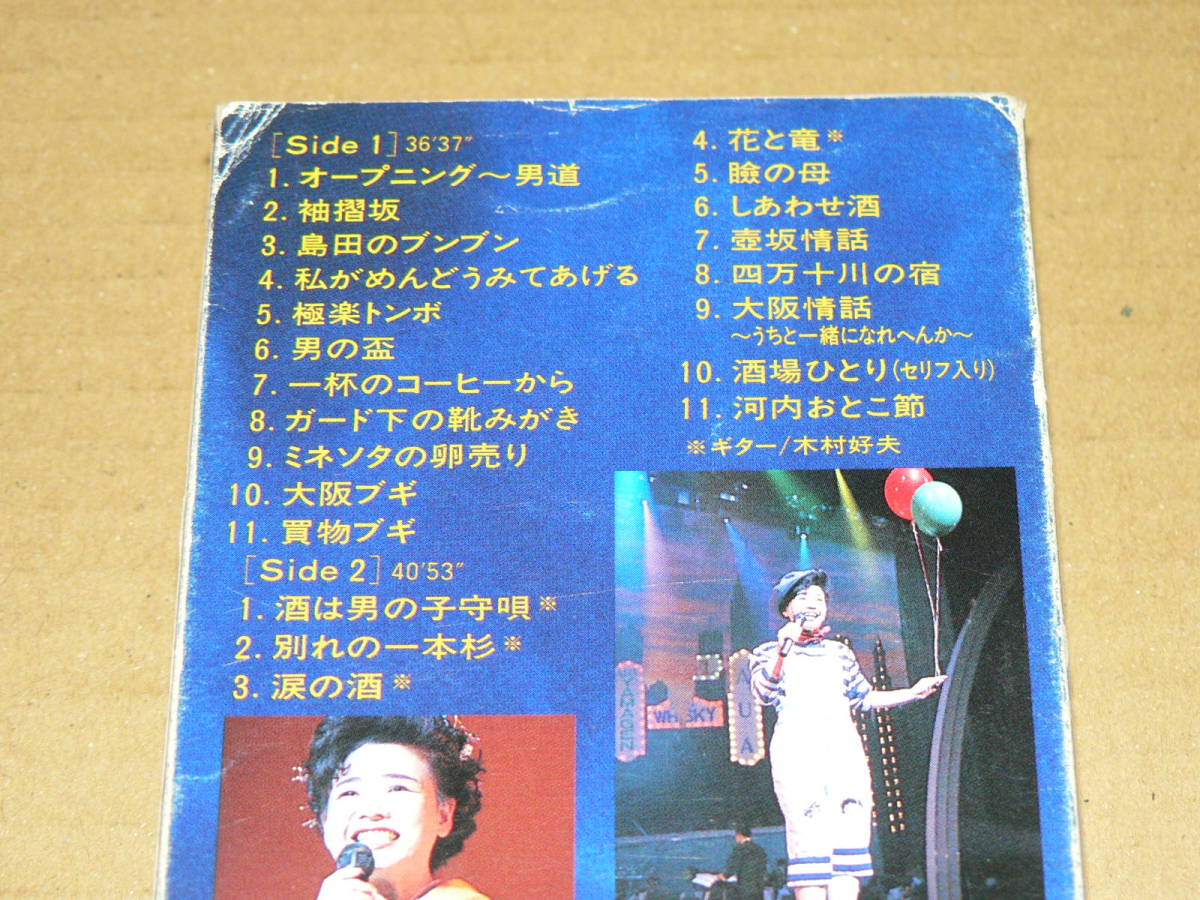 [Side 1] 36'37"
1. オープニング～男道
2. 袖摺坂
3. 島田のブンブン
4. 私がめんどうみてあげる
5. 極楽トンボ
6. 男の盃
7. 一杯のコーヒーから
8. ガード下の靴みがき
9. ミネソタの卵売り
10. 大阪ブギ
11. 買物ブギ
[Side 2] 40'53"
1. 酒は男の子守唄※
2. 別れの一本杉※
3. 涙の酒※
4. 花と竜※
5. 瞼の母
6. しあわせ酒
7. 壺坂情話
8. 四万十川の宿
9. 大阪情話
～うちと一緒になれへんか～
10. 酒場ひとり(セリフ入り)
11. 河内おとこ節
※ギター/木村好夫
WHISKY